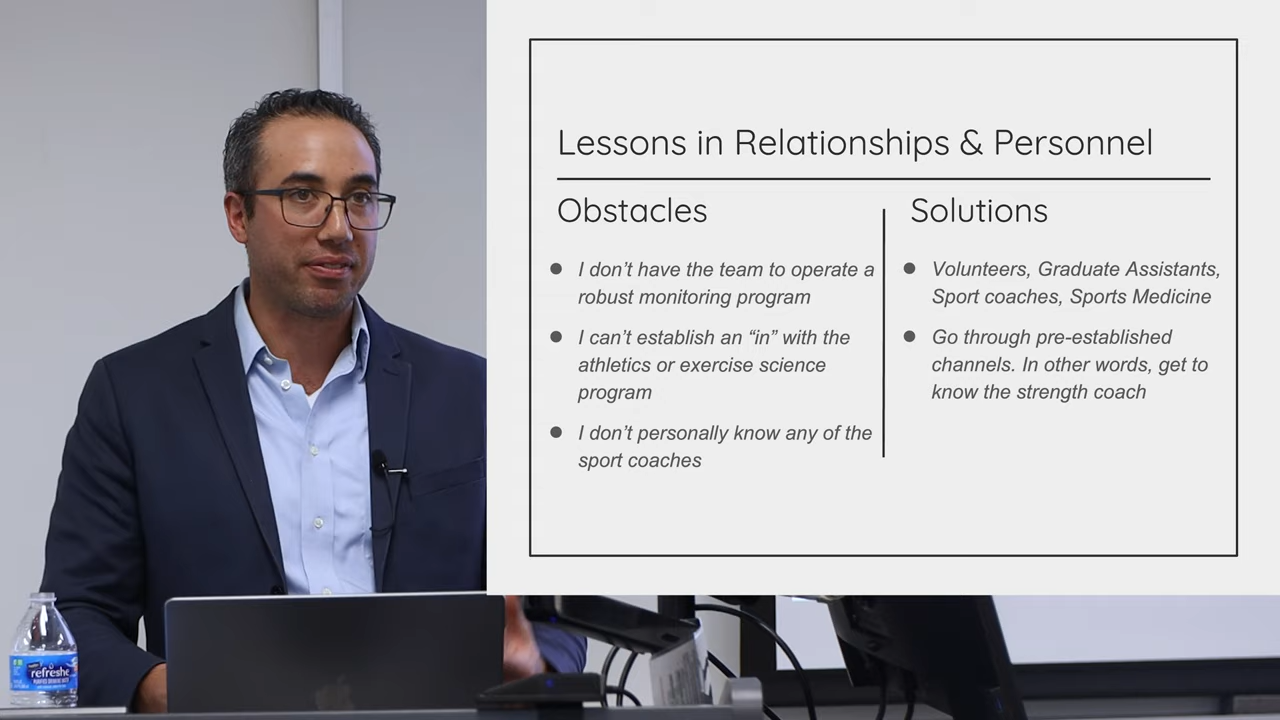 Lessons in Relationships & Personnel
Obstacles
I don’t have the team to operate a
robust monitoring program
I can’t establish an “in” with the
athletics or exercise science
program
I don’t personally know any of the
sport coaches
Solutions
Volunteers, Graduate Assistants,
Sport coaches, Sports Medicine
Go through pre-established
channels. In other words, get to
know the strength coach
refreshe